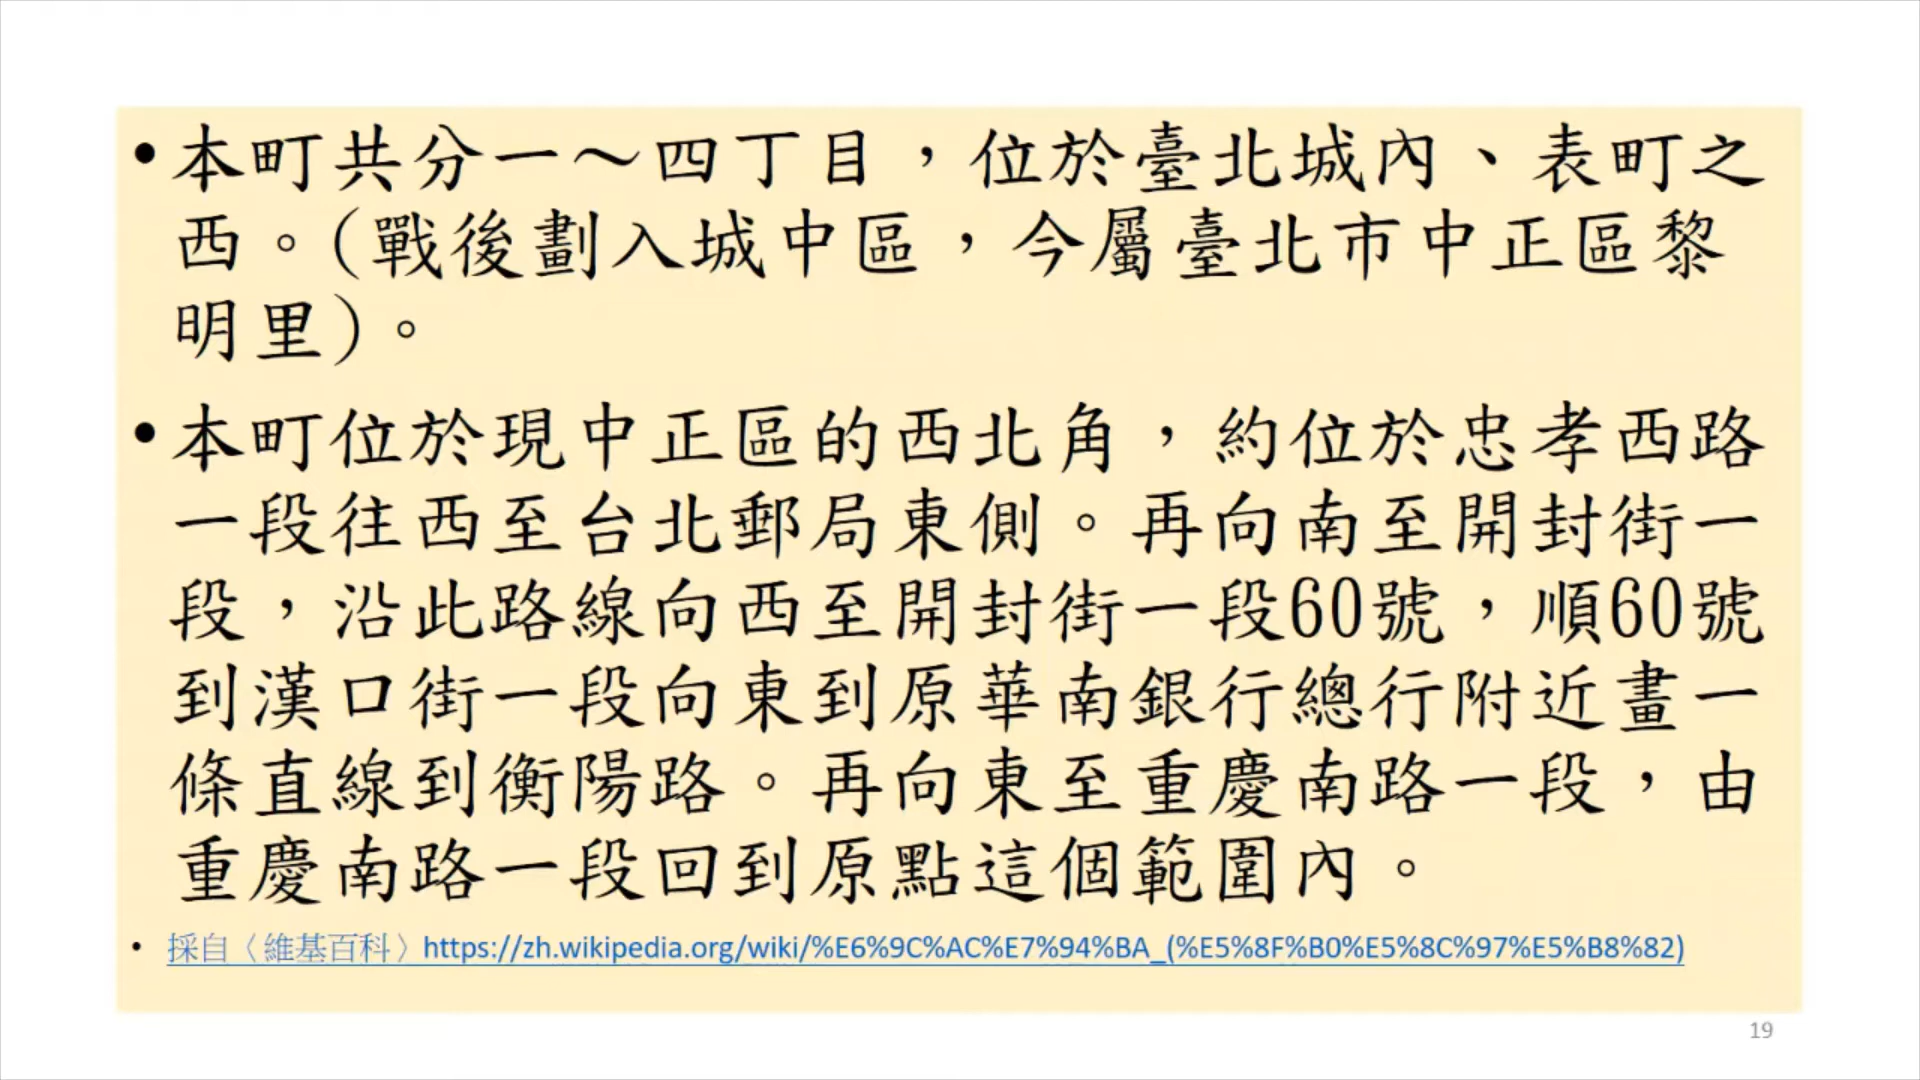 •本町共分一～四丁目，位於臺北城內、表町之
西。(戰後劃入城中區，今屬臺北市中正區黎
明里)。
•本町位於現中正區的西北角，約位於忠孝西路
一段往西至台北郵局東側。再向南至開封街一
段，沿此路線向西至開封街一段60號，順60號
到漢口街一段向東到原華南銀行總行附近畫一
條直線到衡陽路。再向東至重慶南路一段，由
重慶南路一段回到原點這個範圍內。
•採自〈維基百科〉https://zh.wikipedia.org/wiki/%E6%9C%AC%E7%94%BA_(%E5%8F%B0%E5%8C%97%E5%B8%82)
19